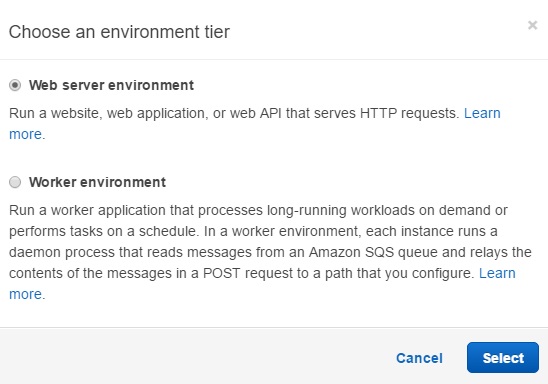 Choose an environment tier
×
Web server environment
Run a website, web application, or web API that serves HTTP requests. Learn
more.
Worker environment
Run a worker application that processes long-running workloads on demand or
performs tasks on a schedule. In a worker environment, each instance runs a
daemon process that reads messages from an Amazon SQS queue and relays the
contents of the messages in a POST request to a path that you configure. Learn
more.
Cancel Select